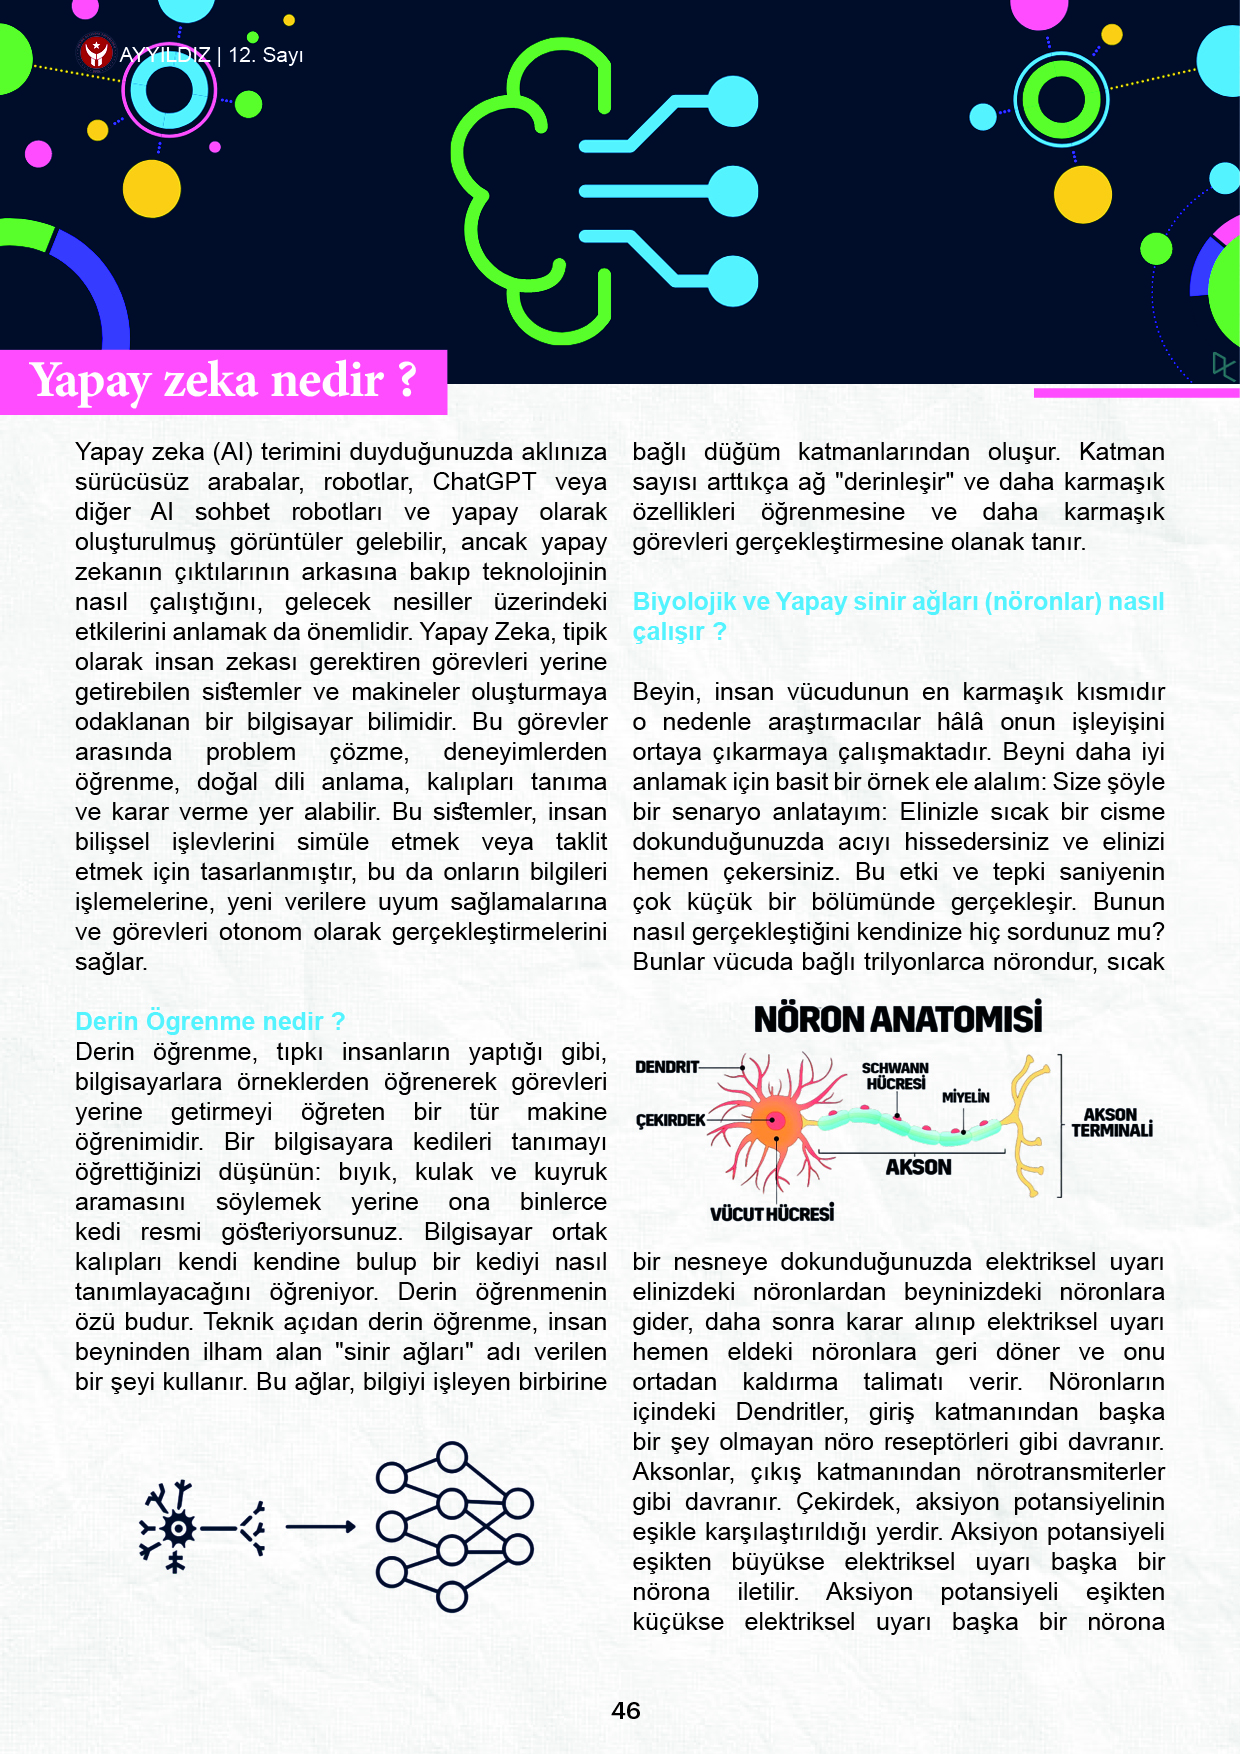 AYYILDIZ | 12. Sayı
Yapay zeka nedir ?
Yapay zeka (AI) terimini duyduğunuzda aklınıza
sürücüsüz arabalar, robotlar, ChatGPT veya
diğer AI sohbet robotları ve yapay olarak
oluşturulmuş görüntüler gelebilir, ancak yapay
zekanın çıktılarının arkasına bakıp teknolojinin
nasıl çalıştığını, gelecek nesiller üzerindeki
etkilerini anlamak da önemlidir. Yapay Zeka, tipik
olarak insan zekası gerektiren görevleri yerine
getirebilen sistemler ve makineler oluşturmaya
odaklanan bir bilgisayar bilimidir. Bu görevler
arasında problem çözme, deneyimlerden
öğrenme, doğal dili anlama, kalıpları tanıma
ve karar verme yer alabilir. Bu sistemler, insan
bilişsel işlevlerini simüle etmek veya taklit
etmek için tasarlanmıştır, bu da onların bilgileri
işlemelerine, yeni verilere uyum sağlamalarına
ve görevleri otonom olarak gerçekleştirmelerini
sağlar.
Derin Ögrenme nedir ?
Derin öğrenme, tıpkı insanların yaptığı gibi,
bilgisayarlara örneklerden öğrenerek görevleri
yerine getirmeyi öğreten bir tür makine
öğrenimidir. Bir bilgisayara kedileri tanımayı
öğrettiğinizi düşünün: bıyık, kulak ve kuyruk
aramasını söylemek yerine ona binlerce
kedi resmi gösteriyorsunuz. Bilgisayar ortak
kalıpları kendi kendine bulup bir kediyi nasıl
tanımlayacağını öğreniyor. Derin öğrenmenin
özü budur. Teknik açıdan derin öğrenme, insan
beyninden ilham alan "sinir ağları" adı verilen
bir şeyi kullanır. Bu ağlar, bilgiyi işleyen birbirine
bağlı düğüm katmanlarından oluşur. Katman
sayısı arttıkça ağ "derinleşir" ve daha karmaşık
özellikleri öğrenmesine ve daha karmaşık
görevleri gerçekleştirmesine olanak tanır.
Biyolojik ve Yapay sinir ağları (nöronlar) nasıl
çalışır ?
Beyin, insan vücudunun en karmaşık kısmıdır
o nedenle araştırmacılar hâlâ onun işleyişini
ortaya çıkarmaya çalışmaktadır. Beyni daha iyi
anlamak için basit bir örnek ele alalım: Size şöyle
bir senaryo anlatayım: Elinizle sıcak bir cisme
dokunduğunuzda acıyı hissedersiniz ve elinizi
hemen çekersiniz. Bu etki ve tepki saniyenin
çok küçük bir bölümünde gerçekleşir. Bunun
nasıl gerçekleştiğini kendinize hiç sordunuz mu?
Bunlar vücuda bağlı trilyonlarca nörondur, sıcak
NÖRON ANATOMISİ
DENDRIT
SCHWANN
HÜCRESİ
MİYELİN
ÇEKIRDEK
AKSON
TERMINALİ
AKSON
VÜCUT HÜCRESİ
bir nesneye dokunduğunuzda elektriksel uyarı
elinizdeki nöronlardan beyninizdeki nöronlara
gider, daha sonra karar alınıp elektriksel uyarı
hemen eldeki nöronlara geri döner ve onu
ortadan kaldırma talimatı verir. Nöronların
içindeki Dendritler, giriş katmanından başka
bir şey olmayan nöro reseptörleri gibi davranır.
Aksonlar, çıkış katmanından nörotransmiterler
gibi davranır. Çekirdek, aksiyon potansiyelinin
eşikle karşılaştırıldığı yerdir. Aksiyon potansiyeli
eşikten büyükse elektriksel uyarı başka bir
nörona iletilir. Aksiyon potansiyeli eşikten
küçükse elektriksel uyarı başka bir nörona
46